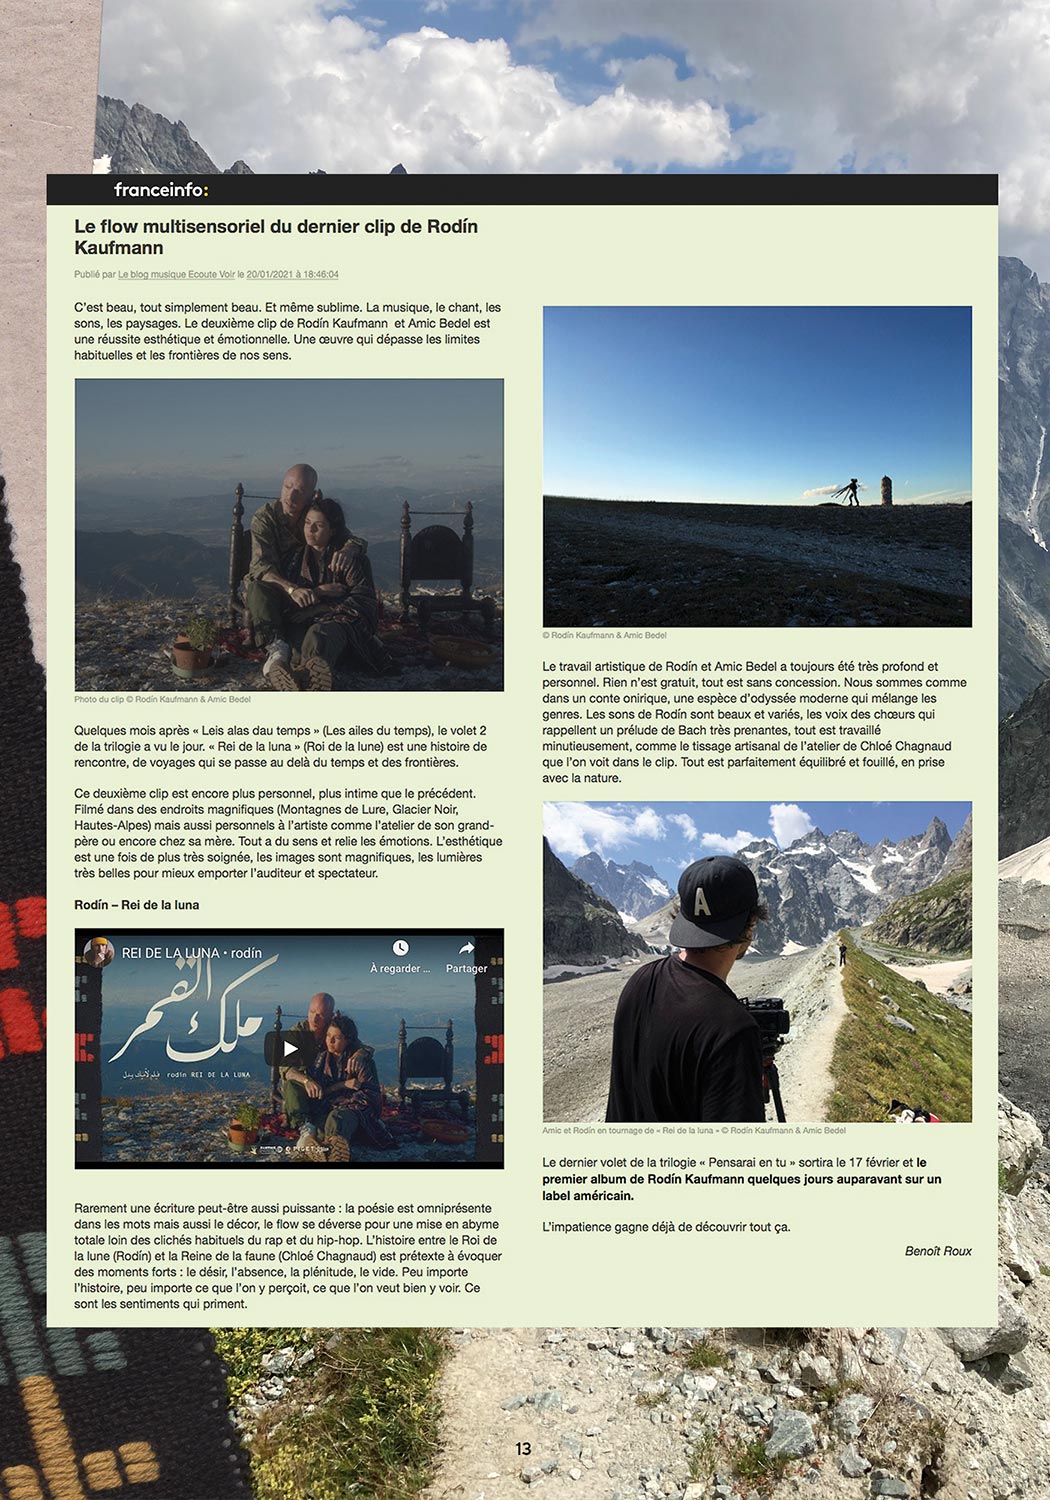 franceinfo:
Le flow multisensoriel du dernier clip de Rodín
Kaufmann
Publié par Le blog musique Ecoute Voir le 20/01/2021 à 18:46:04
C'est beau, tout simplement beau. Et même sublime. La musique, le chant, les
sons, les paysages. Le deuxième clip de Rodín Kaufmann et Amic Bedel est
une réussite esthétique et émotionnelle. Une œuvre qui dépasse les limites
habituelles et les frontières de nos sens.
Photo du clip © Rodín Kaufmann & Amic Bedel
Quelques mois après « Leis alas dau temps » (Les ailes du temps), le volet 2
de la trilogie a vu le jour. « Rei de la luna » (Roi de la lune) est une histoire de
rencontre, de voyages qui se passe au delà du temps et des frontières.
Ce deuxième clip est encore plus personnel, plus intime que le précédent.
Filmé dans des endroits magnifiques (Montagnes de Lure, Glacier Noir,
Hautes-Alpes) mais aussi personnels à l'artiste comme l'atelier de son grand-
père ou encore chez sa mère. Tout a du sens et relie les émotions. L'esthétique
est une fois de plus très soignée, les images sont magnifiques, les lumières
très belles pour mieux emporter l'auditeur et spectateur.
Rodín – Rei de la luna
REI DE LA LUNA • rodín
À regarder ...
Partager
ملك القمر
rodín REI DE LA LUNA
Rarement une écriture peut-être aussi puissante : la poésie est omniprésente
dans les mots mais aussi le décor, le flow se déverse pour une mise en abyme
totale loin des clichés habituels du rap et du hip-hop. L'histoire entre le Roi de
la lune (Rodín) et la Reine de la faune (Chloé Chagnaud) est prétexte à évoquer
des moments forts : le désir, l'absence, la plénitude, le vide. Peu importe
l'histoire, peu importe ce que l'on y perçoit, ce que l'on veut bien y voir. Ce
sont les sentiments qui priment.
© Rodín Kaufmann & Amic Bedel
Le travail artistique de Rodín et Amic Bedel a toujours été très profond et
personnel. Rien n'est gratuit, tout est sans concession. Nous sommes comme
dans un conte onirique, une espèce d'odyssée moderne qui mélange les
genres. Les sons de Rodín sont beaux et variés, les voix des chœurs qui
rappellent un prélude de Bach très prenantes, tout est travaillé
minutieusement, comme le tissage artisanal de l'atelier de Chloé Chagnaud
que l'on voit dans le clip. Tout est parfaitement équilibré et fouillé, en prise
avec la nature.
A
Amic et Rodín en tournage de « Rei de la luna » © Rodín Kaufmann & Amic Bedel
Le dernier volet de la trilogie « Pensarai en tu » sortira le 17 février et le
premier album de Rodín Kaufmann quelques jours auparavant sur un
label américain.
L'impatience gagne déjà de découvrir tout ça.
Benoît Roux
13